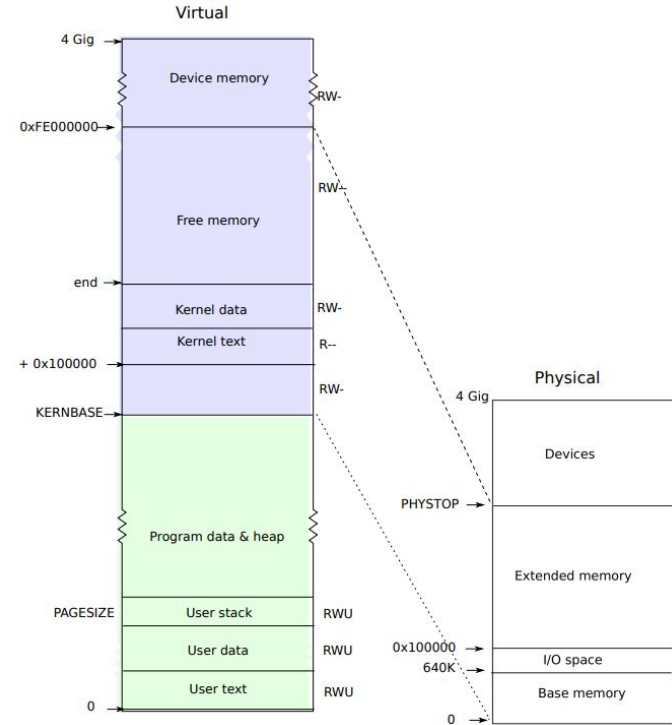 Virtual
4 Gig
Device memory
RW-
0xFE000000
RW--
Free memory
end
Kernel data
RW-
Kernel text
R--
+ 0x100000
RW-
KERNBASE
Program data & heap
PAGESIZE
User stack
RWU
User data
RWU
User text
RWU
0
Physical
4 Gig
Devices
PHYSTOP
Extended memory
0x100000
I/O space
640K
Base memory
0